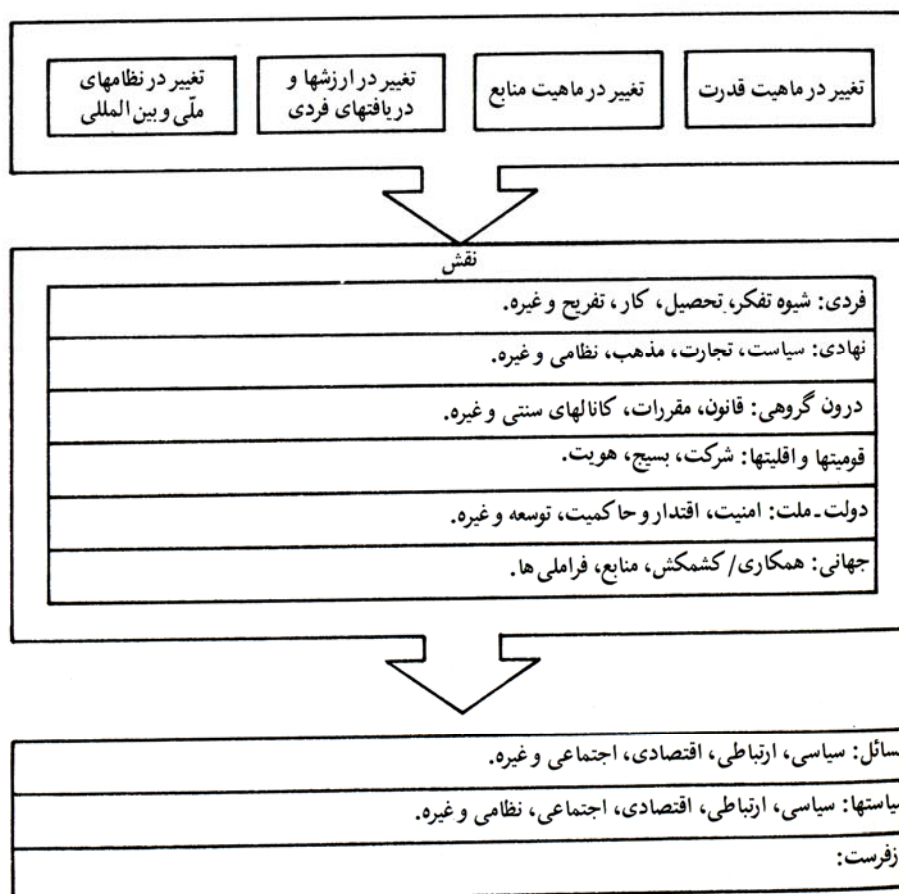 تغییر در ماهیت قدرت
تغییر در ماهیت منابع
تغییر در ارزشها و
دریافتهای فردی
تغییر در نظامهای
ملّی و بین المللی
نقش
فردی: شیوه تفکر، تحصیل، کار، تفریح و غیره.
نهادی: سیاست، تجارت، مذهب، نظامی و غیره.
درون گروهی: قانون، مقررات، کانالهای سنتی و غیره.
قومیتها و اقلیتها: شرکت، بسیج، هویت.
دولت-ملت: امنیت، اقتدار و حاکمیت، توسعه و غیره.
جهانی: همکاری/ کشمکش، منابع، فراملی ها.
سیاسی، ارتباطی، اقتصادی، اجتماعی و غیره.
سیاسی، ارتباطی، اقتصادی، اجتماعی، نظامی و غیره.